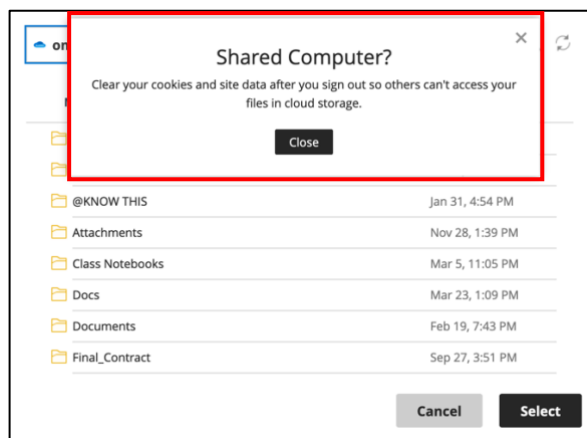 Shared Computer?
Clear your cookies and site data after you sign out so others can't access your
files in cloud storage.
Close
@KNOW THIS Jan 31, 4:54 PM
Attachments Nov 28, 1:39 PM
Class Notebooks Mar 5, 11:05 PM
Docs Mar 23, 1:09 PM
Documents Feb 19, 7:43 PM
Final_Contract Sep 27, 3:51 PM
Cancel Select